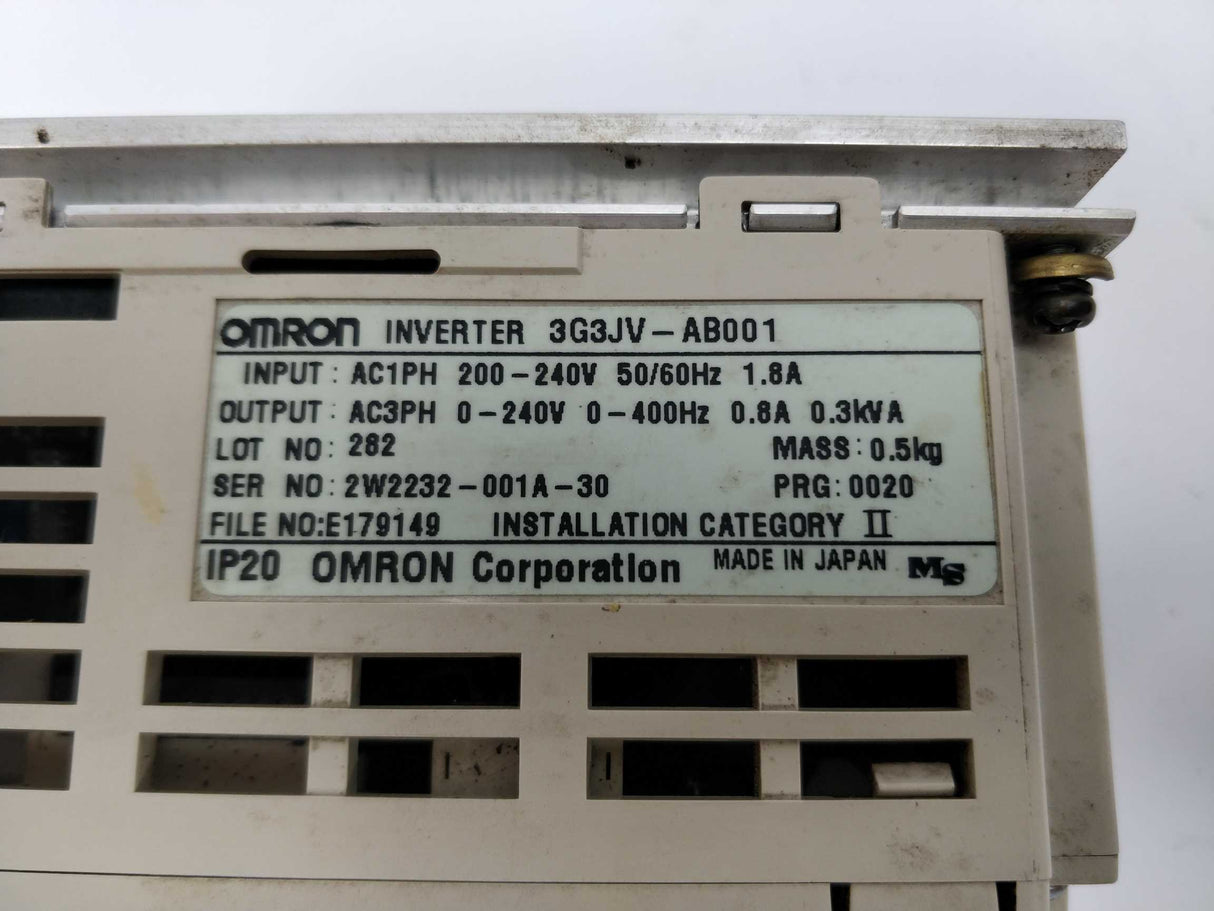 OMRON INVERTER 3G3JV-AB001
INPUT: AC1PH 200-240V 50/60Hz 1.8A
OUTPUT: AC3PH 0-240V 0-400Hz 0.8A 0.3kVA
LOT NO: 282 MASS: 0.5kg
SER NO: 2W2232-001A-30 PRG: 0020
FILE NO:E179149 INSTALLATION CATEGORY II
IP20 OMRON Corporation MADE IN JAPAN MS